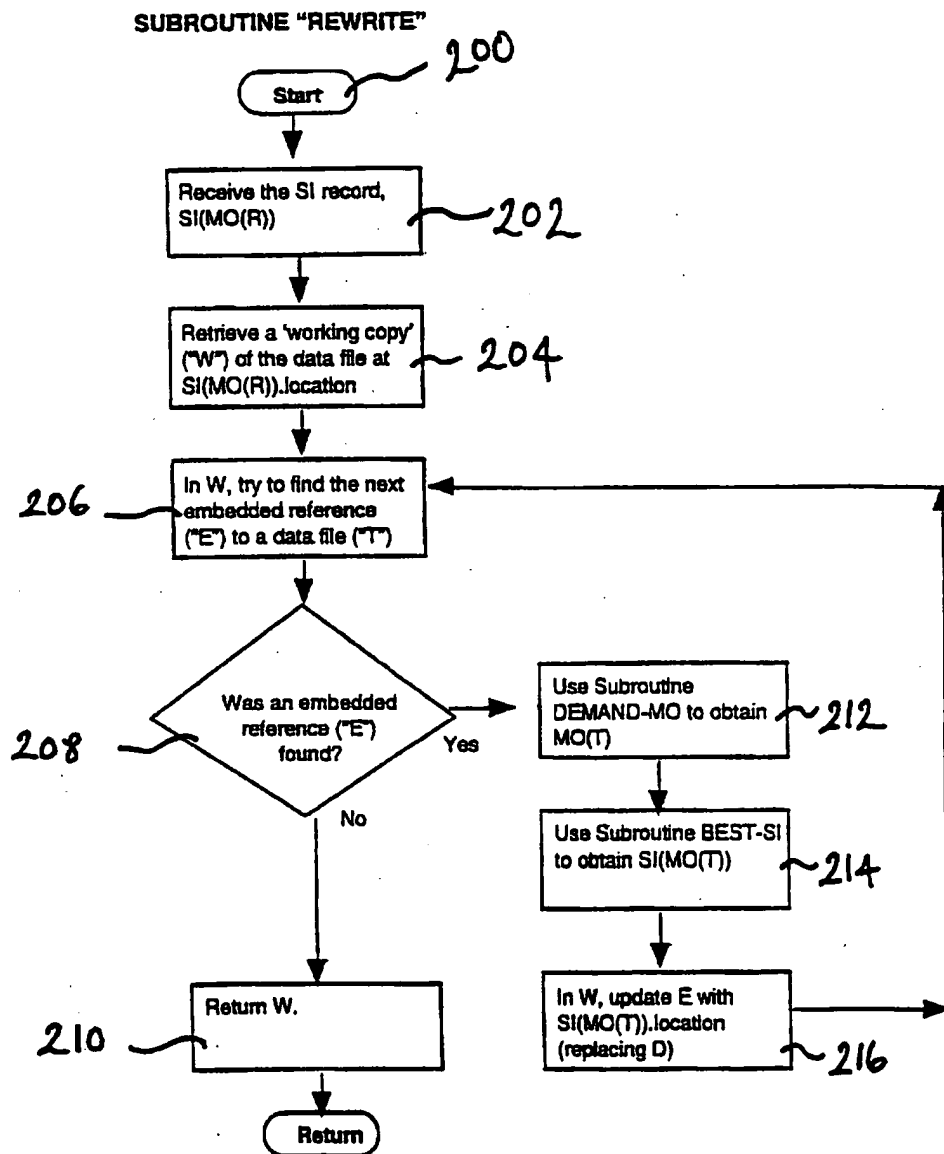 SUBROUTINE "REWRITE"
200
Start
Receive the SI record,
SI(MO(R))
202
Retrieve a 'working copy'
("W") of the data file at
SI(MO(R)).location
204
206
In W, try to find the next
embedded reference
("E") to a data file ("T")
Was an embedded
reference ("E")
found?
208
Yes
No
Use Subroutine
DEMAND-MO to obtain
MO(T)
212
Use Subroutine BEST-SI
to obtain SI(MO(T))
214
Return W.
210
In W, update E with
SI(MO(T)).location
(replacing D)
216
Return